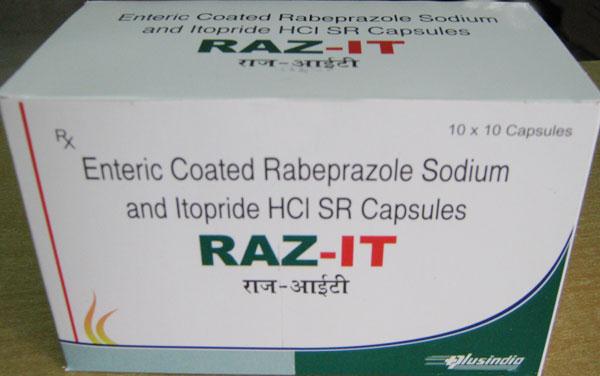 Enteric Coated Rabeprazole Sodium
and Itopride HCl SR Capsules
RAZ-IT
राज-आईटी
Rx
10 x 10 Capsules
Enteric Coated Rabeprazole Sodium
and Itopride HCl SR Capsules
RAZ-IT
राज-आईटी
Plusindia